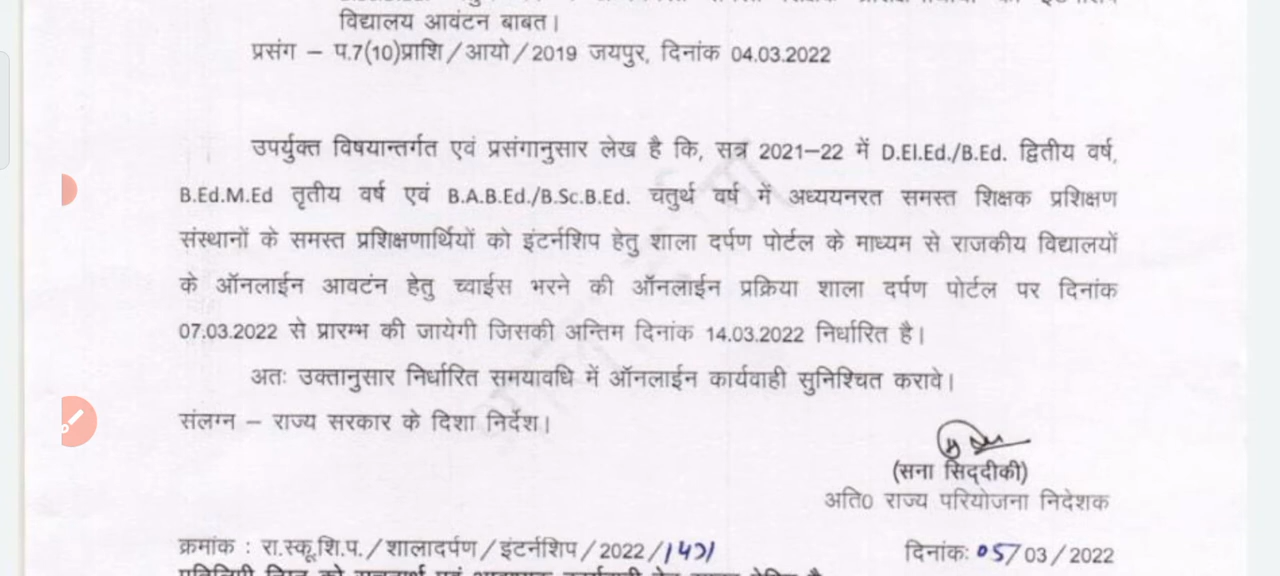 विद्यालय आवंटन बाबत।
प्रसंग – प.7(10)प्राशि/आयो/2019 जयपुर, दिनांक 04.03.2022
उपर्युक्त विषयान्तर्गत एवं प्रसंगानुसार लेख है कि, सत्र 2021–22 में D.El.Ed./B.Ed. द्वितीय वर्ष,
B.Ed.M.Ed तृतीय वर्ष एवं B.A.B.Ed./B.Sc.B.Ed. चतुर्थ वर्ष में अध्ययनरत समस्त शिक्षक प्रशिक्षण
संस्थानों के समस्त प्रशिक्षणार्थियों को इंटर्नशिप हेतु शाला दर्पण पोर्टल के माध्यम से राजकीय विद्यालयों
के ऑनलाईन आवटंन हेतु च्वाईस भरने की ऑनलाईन प्रक्रिया शाला दर्पण पोर्टल पर दिनांक
07.03.2022 से प्रारम्भ की जायेगी जिसकी अन्तिम दिनांक 14.03.2022 निर्धारित है।
अतः उक्तानुसार निर्धारित समयावधि में ऑनलाईन कार्यवाही सुनिश्चित करावे।
संलग्न – राज्य सरकार के दिशा निर्देश।
(सना सिद्दीकी)
अति0 राज्य परियोजना निदेशक
क्रमांक : रा.स्कू.शि.प./शालादर्पण/इंटर्नशिप/2022/ दिनांकः 05/03/2022